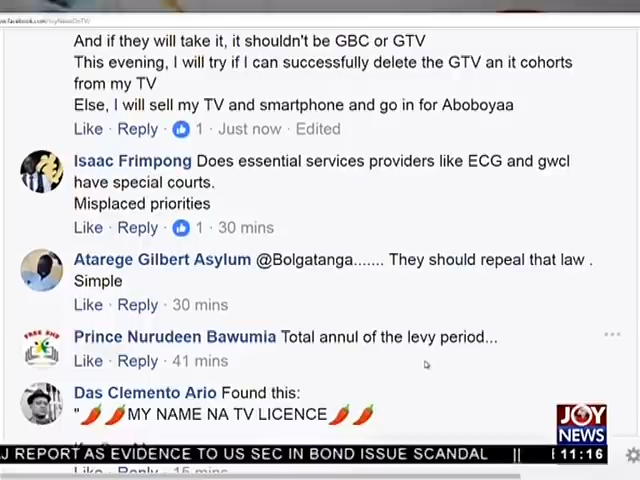 And if they will take it, it shouldn't be GBC or GTV
This evening, I will try if I can successfully delete the GTV an it cohorts
from my TV
Else, I will sell my TV and smartphone and go in for Aboboyaa
Like · Reply · 1 · Just now · Edited
Isaac Frimpong Does essential services providers like ECG and gwcl
have special courts.
Misplaced priorities
Like · Reply · 1 · 30 mins
Atarege Gilbert Asylum @Bolgatanga....... They should repeal that law .
Simple
Like · Reply · 30 mins
FREE SHS
Prince Nurudeen Bawumia Total annul of the levy period...
Like · Reply · 41 mins
Das Clemento Ario Found this:
"🌶️🌶️MY NAME NA TV LICENCE🌶️🌶️
JOY
NEWS
11:16
J REPORT AS EVIDENCE TO US SEC IN BOND ISSUE SCANDAL ||
Like · Reply · 15 mins